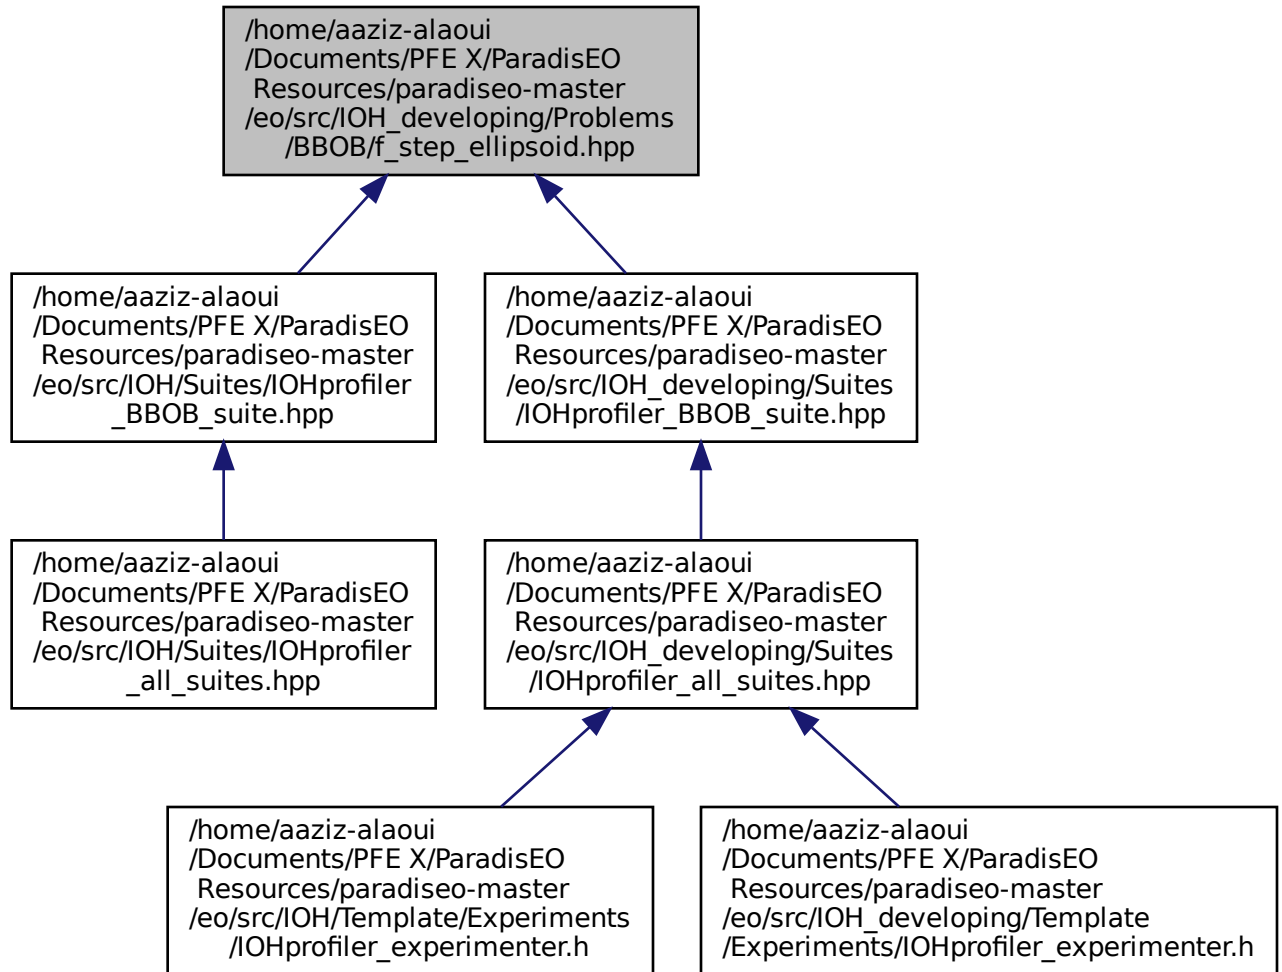 /home/aaziz-alaoui
/Documents/PFE X/ParadisEO
Resources/paradiseo-master
/eo/src/IOH_developing/Problems
/BBOB/f_step_ellipsoid.hpp
/home/aaziz-alaoui
/Documents/PFE X/ParadisEO
Resources/paradiseo-master
/eo/src/IOH/Suites/IOHprofiler
_BBOB_suite.hpp
/home/aaziz-alaoui
/Documents/PFE X/ParadisEO
Resources/paradiseo-master
/eo/src/IOH_developing/Suites
/IOHprofiler_BBOB_suite.hpp
/home/aaziz-alaoui
/Documents/PFE X/ParadisEO
Resources/paradiseo-master
/eo/src/IOH/Suites/IOHprofiler
_all_suites.hpp
/home/aaziz-alaoui
/Documents/PFE X/ParadisEO
Resources/paradiseo-master
/eo/src/IOH_developing/Suites
/IOHprofiler_all_suites.hpp
/home/aaziz-alaoui
/Documents/PFE X/ParadisEO
Resources/paradiseo-master
/eo/src/IOH/Template/Experiments
/IOHprofiler_experimenter.h
/home/aaziz-alaoui
/Documents/PFE X/ParadisEO
Resources/paradiseo-master
/eo/src/IOH_developing/Template
/Experiments/IOHprofiler_experimenter.h